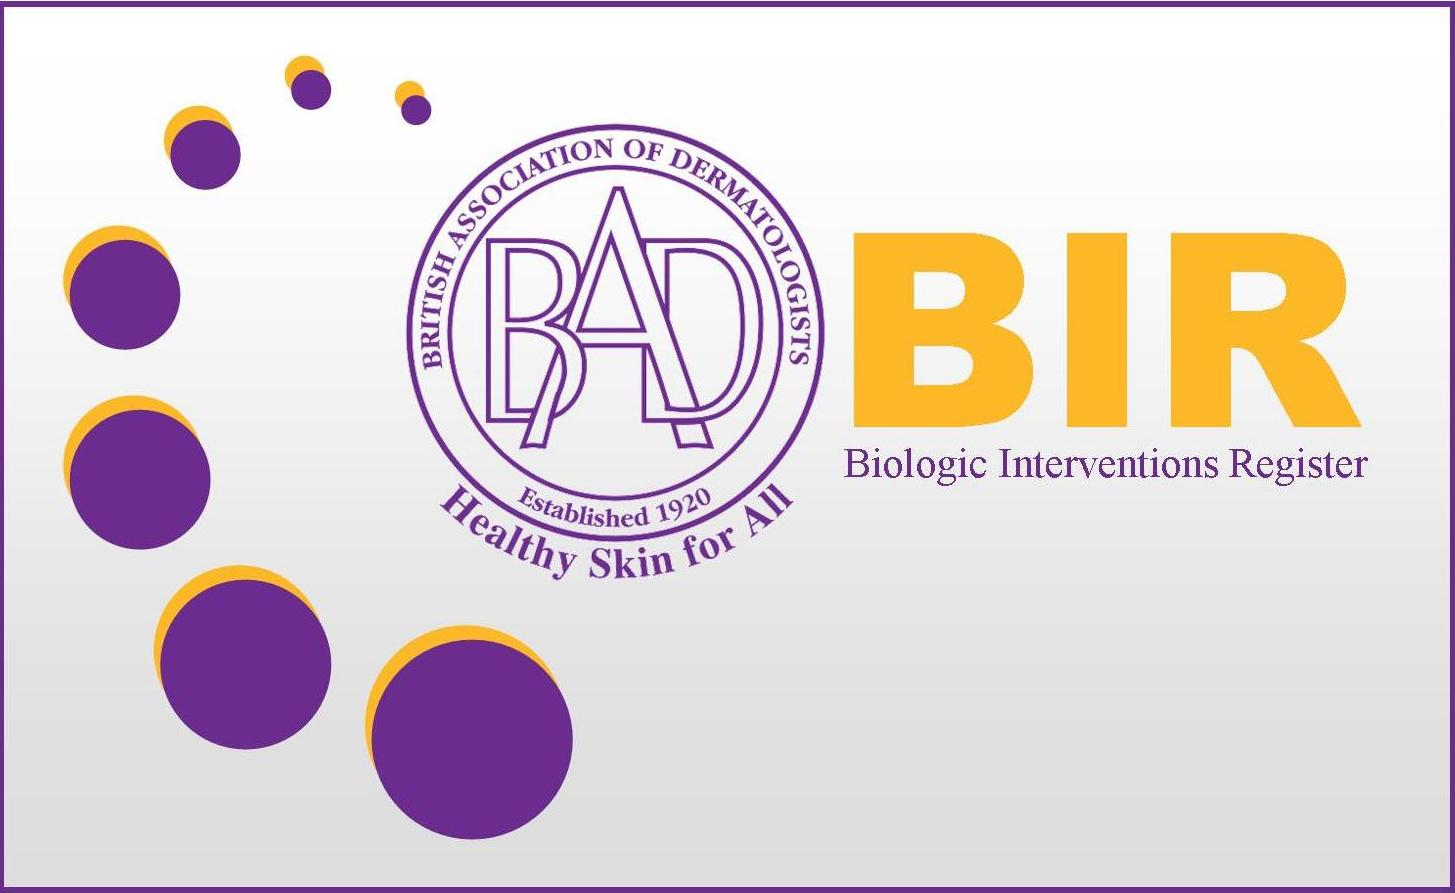 BRITISH ASSOCIATION OF DERMATOLOGISTS
BAD
Established 1920
Healthy Skin for All
BIR
Biologic Interventions Register